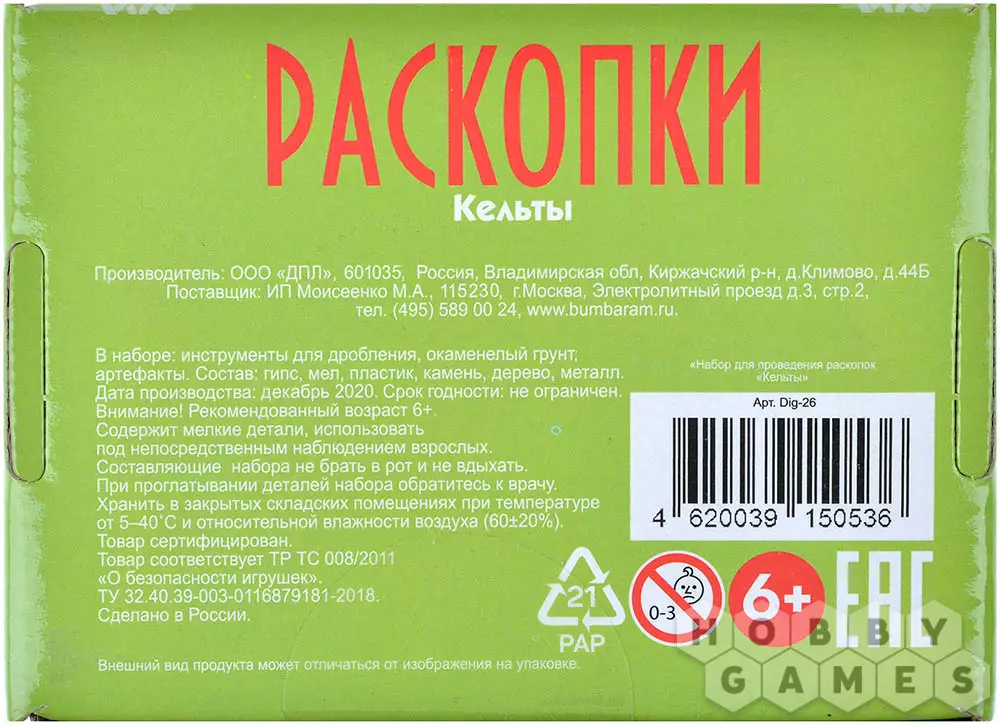 РАСКОПКИ
Кельты
Производитель: ООО «ДПЛ», 601035, Россия, Владимирская обл, Киржачский р-н, д.Климово, д.44Б
Поставщик: ИП Моисеенко М.А., 115230, г.Москва, Электролитный проезд д.3, стр.2,
тел. (495) 589 00 24, www.bumbaram.ru.
В наборе: инструменты для дробления, окаменелый грунт,
артефакты. Состав: гипс, мел, пластик, камень, дерево, металл.
Дата производства: декабрь 2020. Срок годности: не ограничен.
Внимание! Рекомендованный возраст 6+.
Содержит мелкие детали, использовать
под непосредственным наблюдением взрослых.
Составляющие набора не брать в рот и не вдыхать.
При проглатывании деталей набора обратитесь к врачу.
Хранить в закрытых складских помещениях при температуре
от 5–40˚С и относительной влажности воздуха (60±20%).
Товар сертифицирован.
Товар соответствует ТР ТС 008/2011
«О безопасности игрушек».
ТУ 32.40.39-003-0116879181-2018.
Сделано в России.
Внешний вид продукта может отличаться от изображения на упаковке.
«Набор для проведения раскопок
«Кельты»
Арт. Dig-26
4 620039 150536
21
PAP
0-3
6+
EAC
HOBBY
GAMES